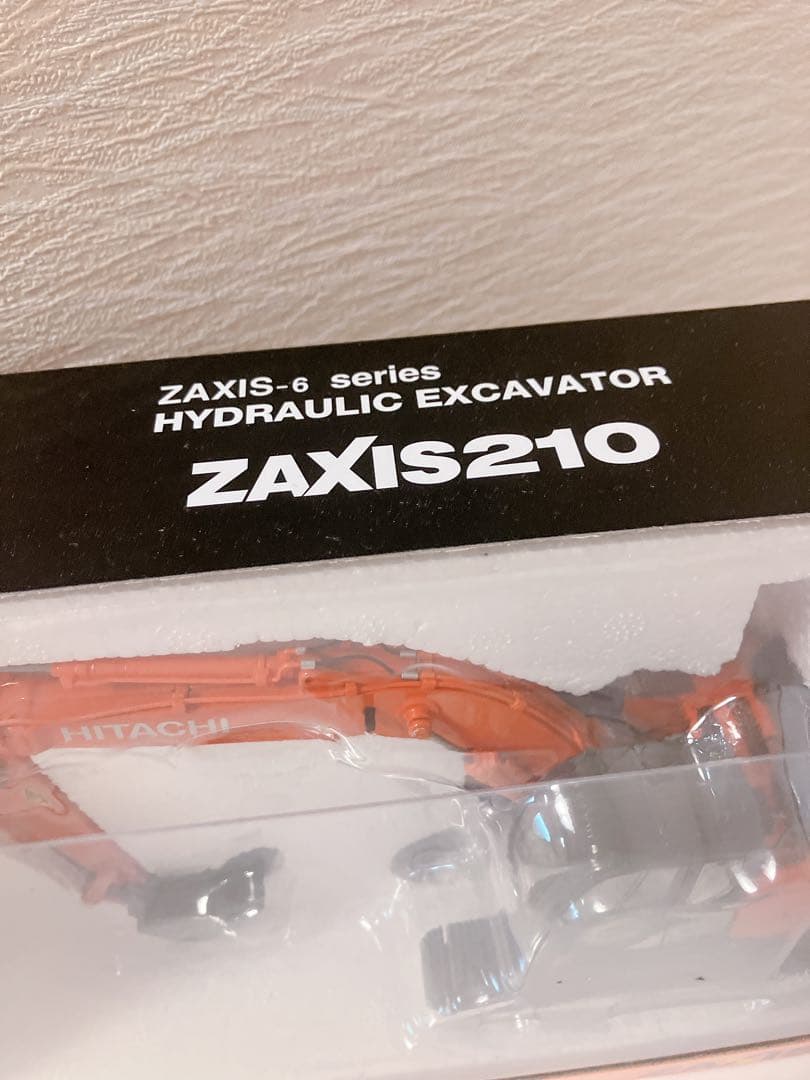 ZAXIS-6 series
HYDRAULIC EXCAVATOR
ZAXIS210
HITACHI